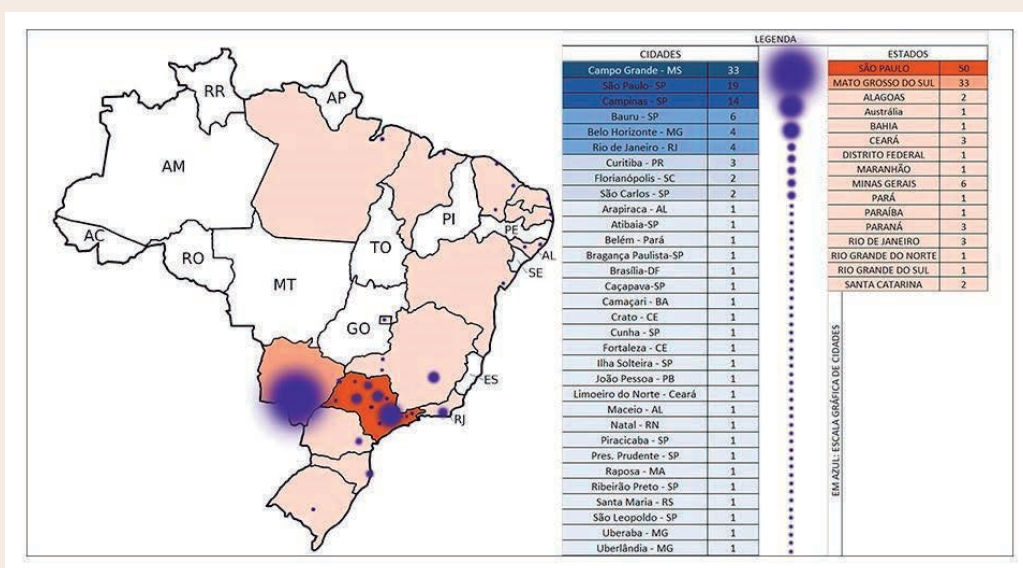 LEGENDA
CIDADES
Campo Grande - MS 33
São Paulo- SP 19
Campinas - SP 14
Bauru - SP 6
Belo Horizonte - MG 4
Rio de Janeiro - RJ 4
Curitiba - PR 3
Florianópolis - SC 2
São Carlos - SP 2
Arapiraca - AL 1
Atibaia-SP 1
Belém - Pará 1
Bragança Paulista-SP 1
Brasília-DF 1
Caçapava-SP 1
Camaçari - BA 1
Crato - CE 1
Cunha - SP 1
Fortaleza - CE 1
Ilha Solteira - SP 1
João Pessoa - PB 1
Limoeiro do Norte - Ceará 1
Maceio - AL 1
Natal - RN 1
Piracicaba - SP 1
Pres. Prudente - SP 1
Raposa - MA 1
Ribeirão Preto - SP 1
Santa Maria - RS 1
São Leopoldo - SP 1
Uberaba - MG 1
Uberlândia - MG 1
ESTADOS
SÃO PAULO 50
MATO GROSSO DO SUL 33
ALAGOAS 2
Austrália 1
BAHIA 1
CEARÁ 3
DISTRITO FEDERAL 1
MARANHÃO 1
MINAS GERAIS 6
PARÁ 1
PARAÍBA 1
PARANÁ 3
RIO DE JANEIRO 3
RIO GRANDE DO NORTE 1
RIO GRANDE DO SUL 1
SANTA CATARINA 2
EM AZUL: ESCALA GRÁFICA DE CIDADES
RR
AP
AM
PI
PE
AC
TO
AL
RO
SE
MT
GO
ES
RJ